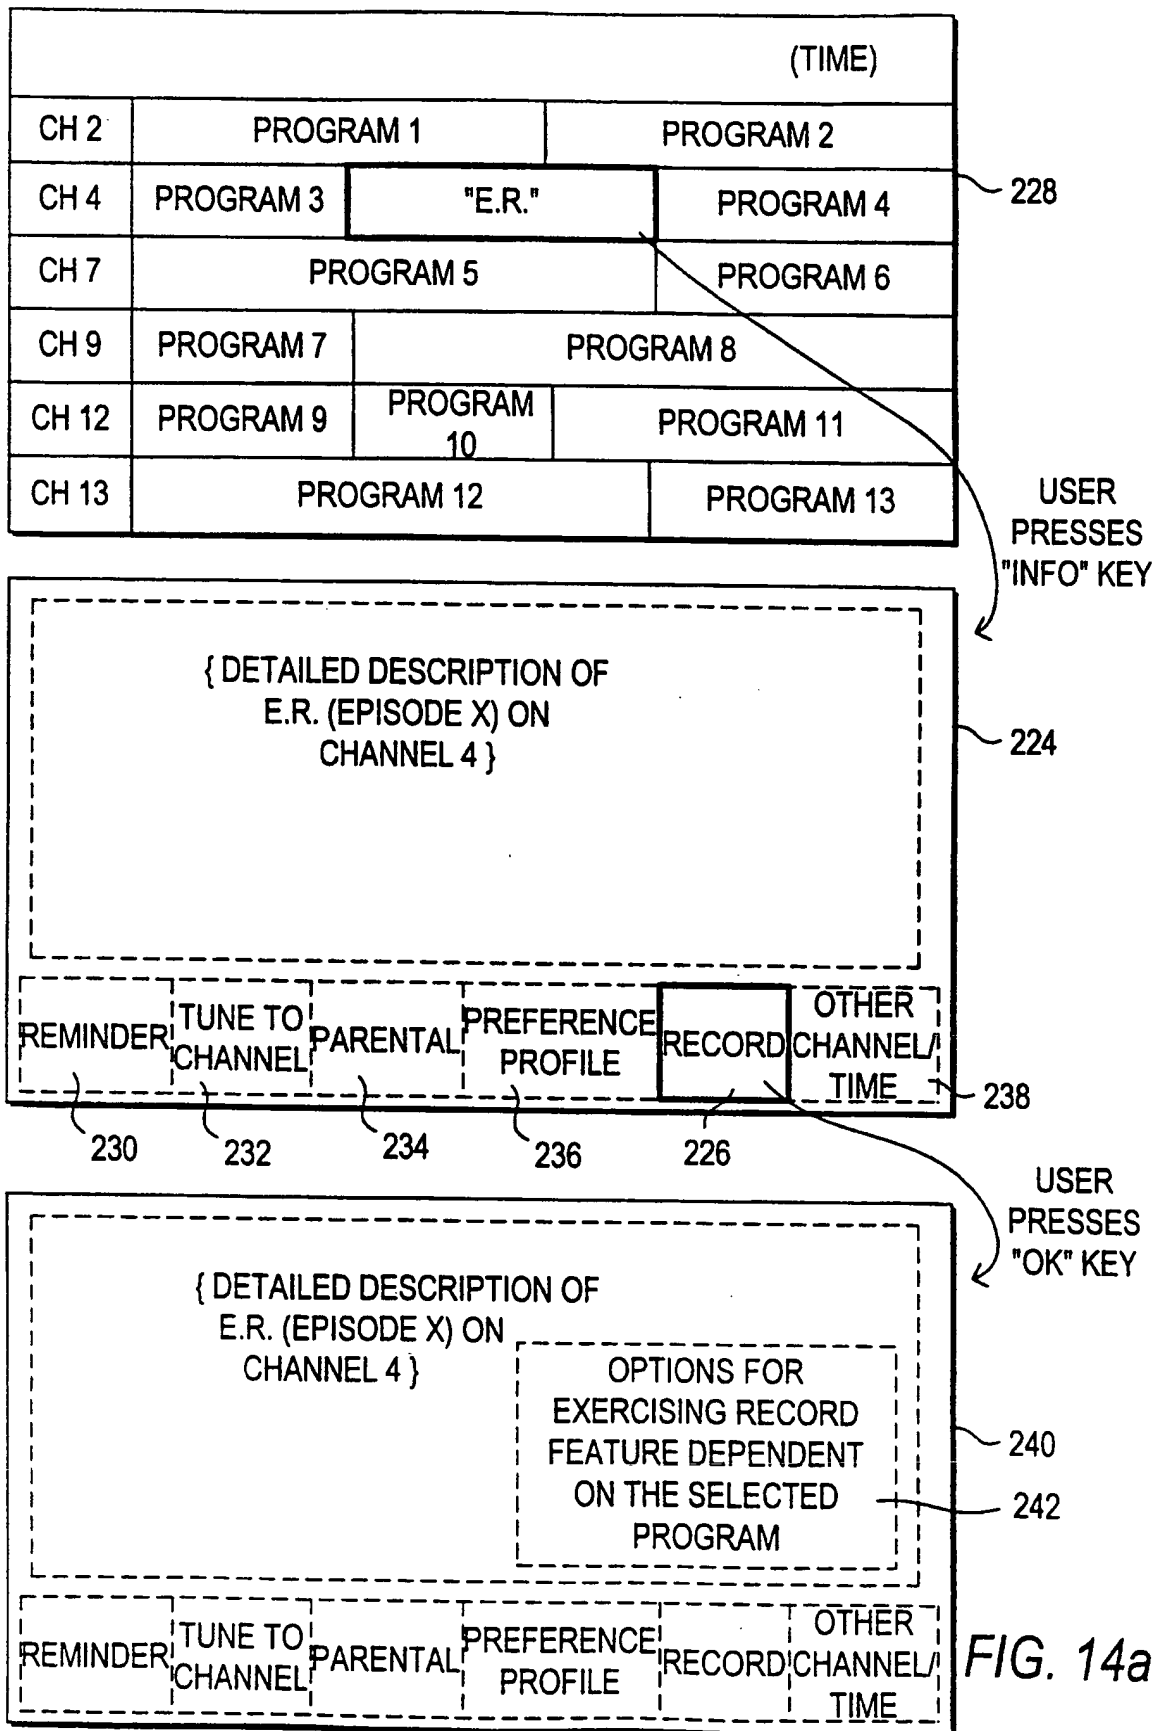 (TIME)
CH 2 PROGRAM 1 PROGRAM 2
CH 4 PROGRAM 3 "E.R." PROGRAM 4
228
CH 7 PROGRAM 5 PROGRAM 6
CH 9 PROGRAM 7 PROGRAM 8
CH 12 PROGRAM 9 PROGRAM 10 PROGRAM 11
CH 13 PROGRAM 12 PROGRAM 13
USER
PRESSES
"INFO" KEY
{ DETAILED DESCRIPTION OF
E.R. (EPISODE X) ON
CHANNEL 4 }
224
REMINDER
TUNE TO
CHANNEL
PARENTAL
PREFERENCE
PROFILE
RECORD
OTHER
CHANNEL/
TIME
238
230 232 234 236 226
USER
PRESSES
"OK" KEY
{ DETAILED DESCRIPTION OF
E.R. (EPISODE X) ON
CHANNEL 4 }
OPTIONS FOR
EXERCISING RECORD
FEATURE DEPENDENT
ON THE SELECTED
PROGRAM
240
242
REMINDER
TUNE TO
CHANNEL
PARENTAL
PREFERENCE
PROFILE
RECORD
OTHER
CHANNEL/
TIME
FIG. 14a